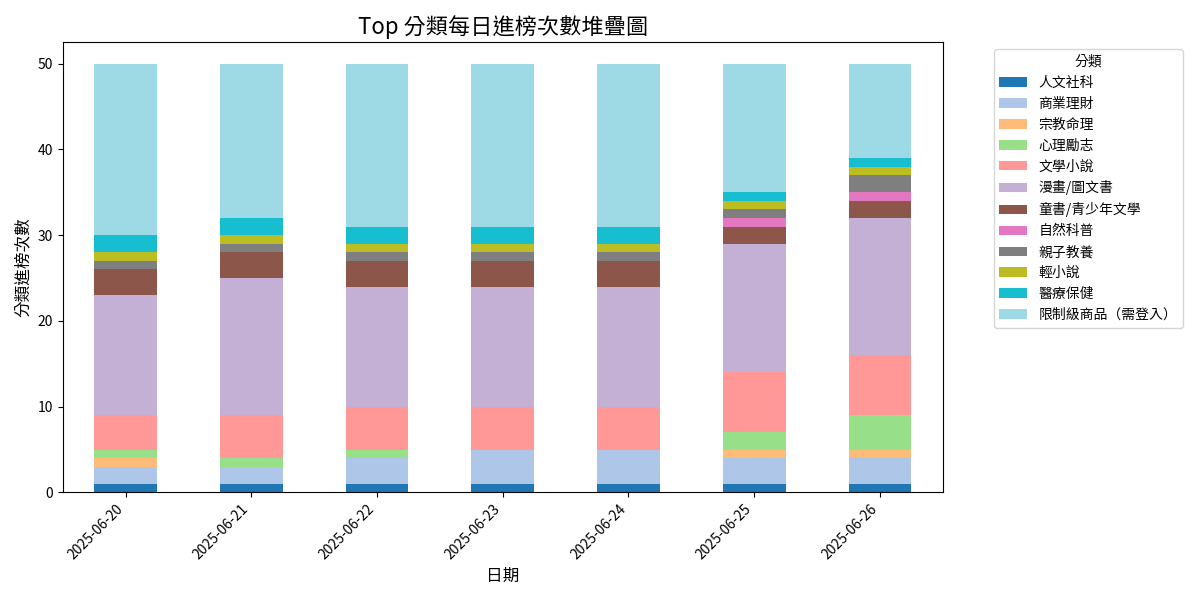 Top 分類每日進榜次數堆疊圖
分類進榜次數
50
40
30
20
10
0
2025-06-20
2025-06-21
2025-06-22
2025-06-23
2025-06-24
2025-06-25
2025-06-26
日期
分類
人文社科
商業理財
宗教命理
心理勵志
文學小說
漫畫/圖文書
童書/青少年文學
自然科普
親子教養
輕小說
醫療保健
限制級商品（需登入）